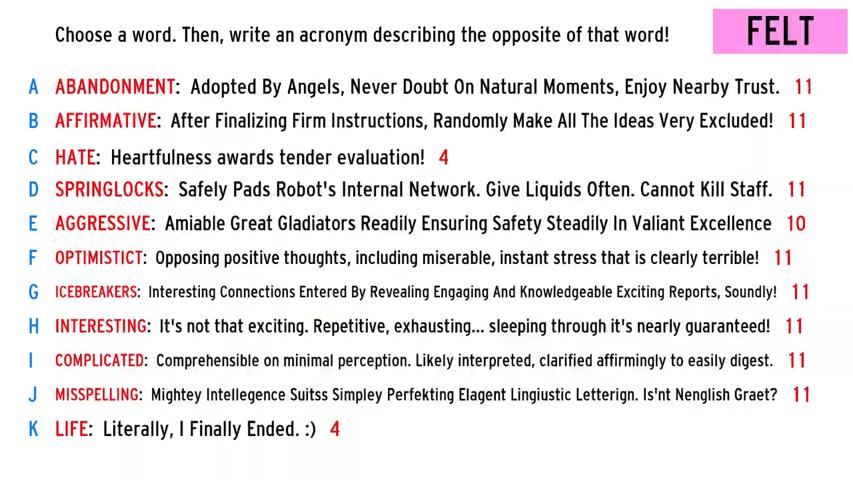 Choose a word. Then, write an acronym describing the opposite of that word!
FELT
A ABANDONMENT: Adopted By Angels, Never Doubt On Natural Moments, Enjoy Nearby Trust. 11
B AFFIRMATIVE: After Finalizing Firm Instructions, Randomly Make All The Ideas Very Excluded! 11
C HATE: Heartfulness awards tender evaluation! 4
D SPRINGLOCKS: Safely Pads Robot's Internal Network. Give Liquids Often. Cannot Kill Staff. 11
E AGGRESSIVE: Amiable Great Gladiators Readily Ensuring Safety Steadily In Valiant Excellence 10
F OPTIMISTICT: Opposing positive thoughts, including miserable, instant stress that is clearly terrible! 11
G ICEBREAKERS: Interesting Connections Entered By Revealing Engaging And Knowledgeable Exciting Reports, Soundly! 11
H INTERESTING: It's not that exciting. Repetitive, exhausting... sleeping through it's nearly guaranteed! 11
I COMPLICATED: Comprehensible on minimal perception. Likely interpreted, clarified affirmingly to easily digest. 11
J MISSPELLING: Mightey Intellegence Suitss Simpley Perfekting Elagent Lingiustic Letterign. Is'nt Nenglish Graet? 11
K LIFE: Literally, I Finally Ended. :) 4